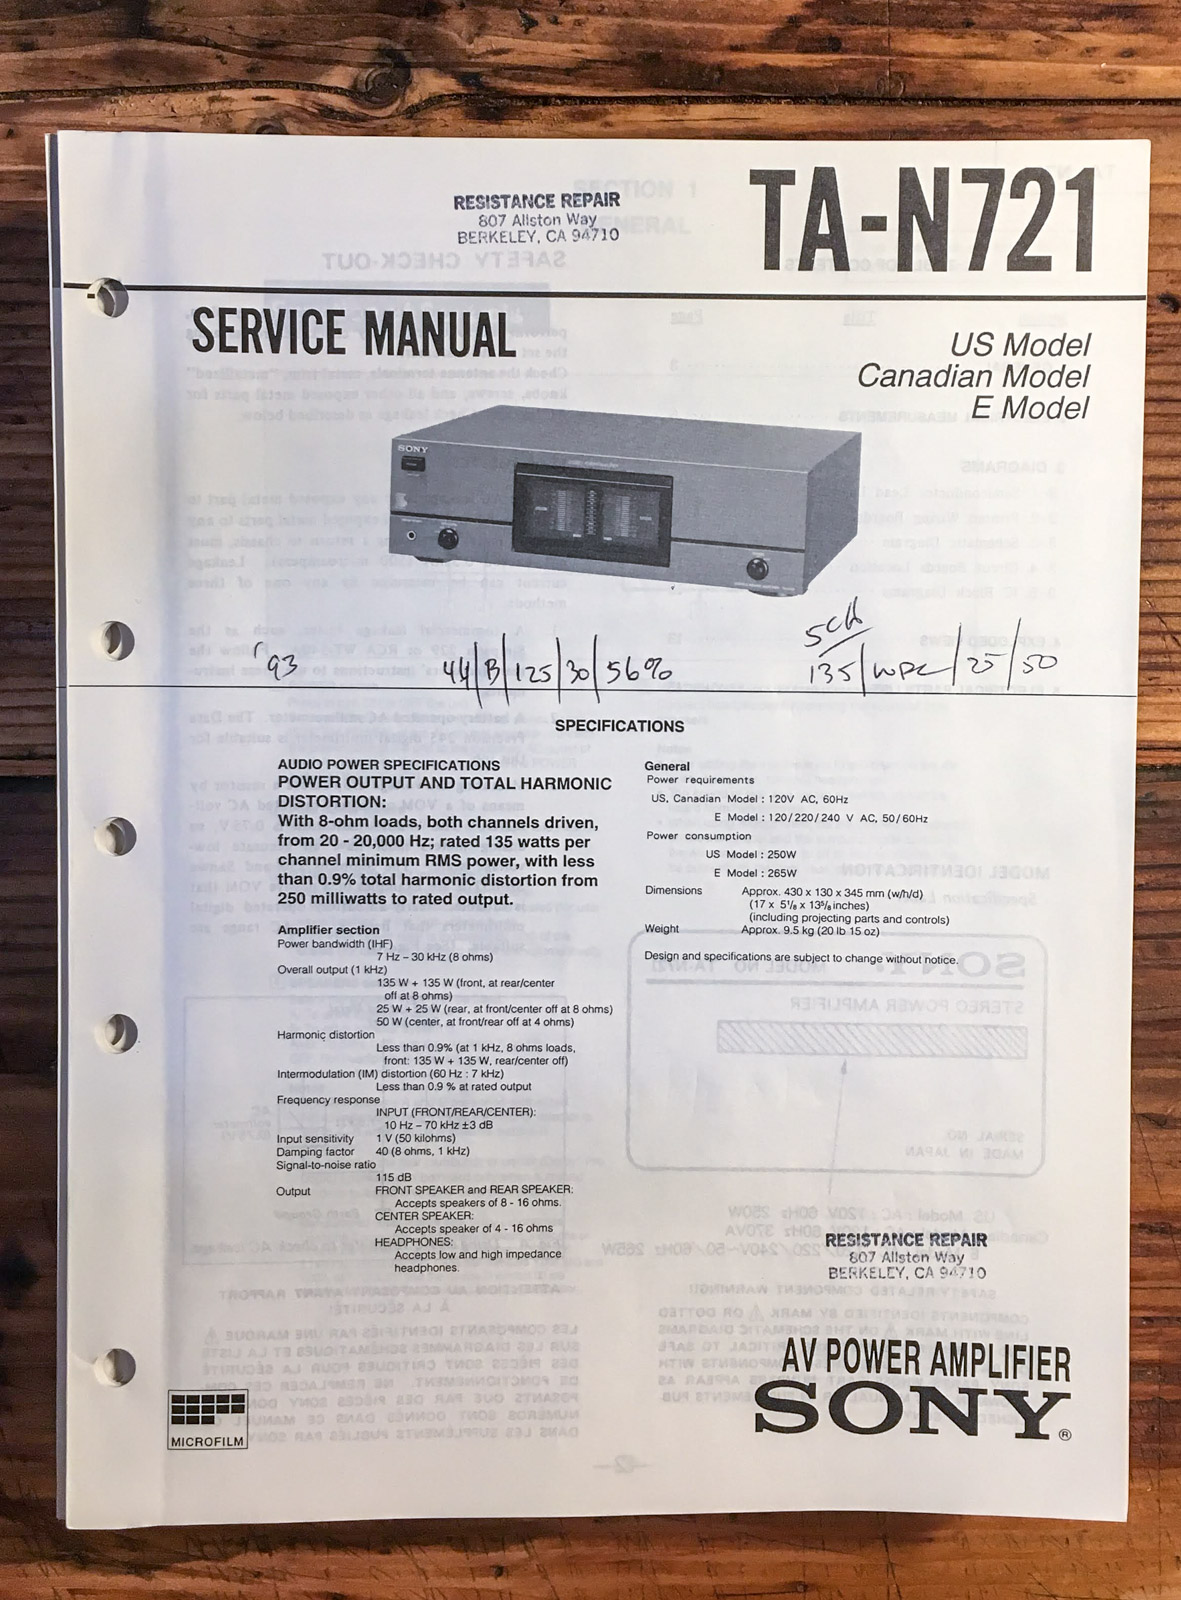 RESISTANCE REPAIR
807 Allston Way
BERKELEY, CA 94710
TA-N721
SERVICE MANUAL
US Model
Canadian Model
E Model
SONY
'93
44/B/125/30/56%
5CH
135/WPC/25/50
SPECIFICATIONS
AUDIO POWER SPECIFICATIONS
POWER OUTPUT AND TOTAL HARMONIC
DISTORTION:
With 8-ohm loads, both channels driven,
from 20 - 20,000 Hz; rated 135 watts per
channel minimum RMS power, with less
than 0.9% total harmonic distortion from
250 milliwatts to rated output.
Amplifier section
Power bandwidth (IHF)
7 Hz – 30 kHz (8 ohms)
Overall output (1 kHz)
135 W + 135 W (front, at rear/center
off at 8 ohms)
25 W + 25 W (rear, at front/center off at 8 ohms)
50 W (center, at front/rear off at 4 ohms)
Harmonic distortion
Less than 0.9% (at 1 kHz, 8 ohms loads,
front: 135 W + 135 W, rear/center off)
Intermodulation (IM) distortion (60 Hz : 7 kHz)
Less than 0.9 % at rated output
Frequency response
INPUT (FRONT/REAR/CENTER):
10 Hz – 70 kHz ±3 dB
Input sensitivity 1 V (50 kilohms)
Damping factor 40 (8 ohms, 1 kHz)
Signal-to-noise ratio
115 dB
Output FRONT SPEAKER and REAR SPEAKER:
Accepts speakers of 8 - 16 ohms.
CENTER SPEAKER:
Accepts speaker of 4 - 16 ohms
HEADPHONES:
Accepts low and high impedance
headphones.
General
Power requirements
US, Canadian Model : 120V AC, 60Hz
E Model : 120/220/240 V AC, 50/60Hz
Power consumption
US Model : 250W
E Model : 265W
Dimensions Approx. 430 x 130 x 345 mm (w/h/d)
(17 x 5 1/8 x 13 5/8 inches)
(including projecting parts and controls)
Weight Approx. 9.5 kg (20 lb 15 oz)
Design and specifications are subject to change without notice.
RESISTANCE REPAIR
807 Allston Way
BERKELEY, CA 94710
AV POWER AMPLIFIER
SONY®
MICROFILM